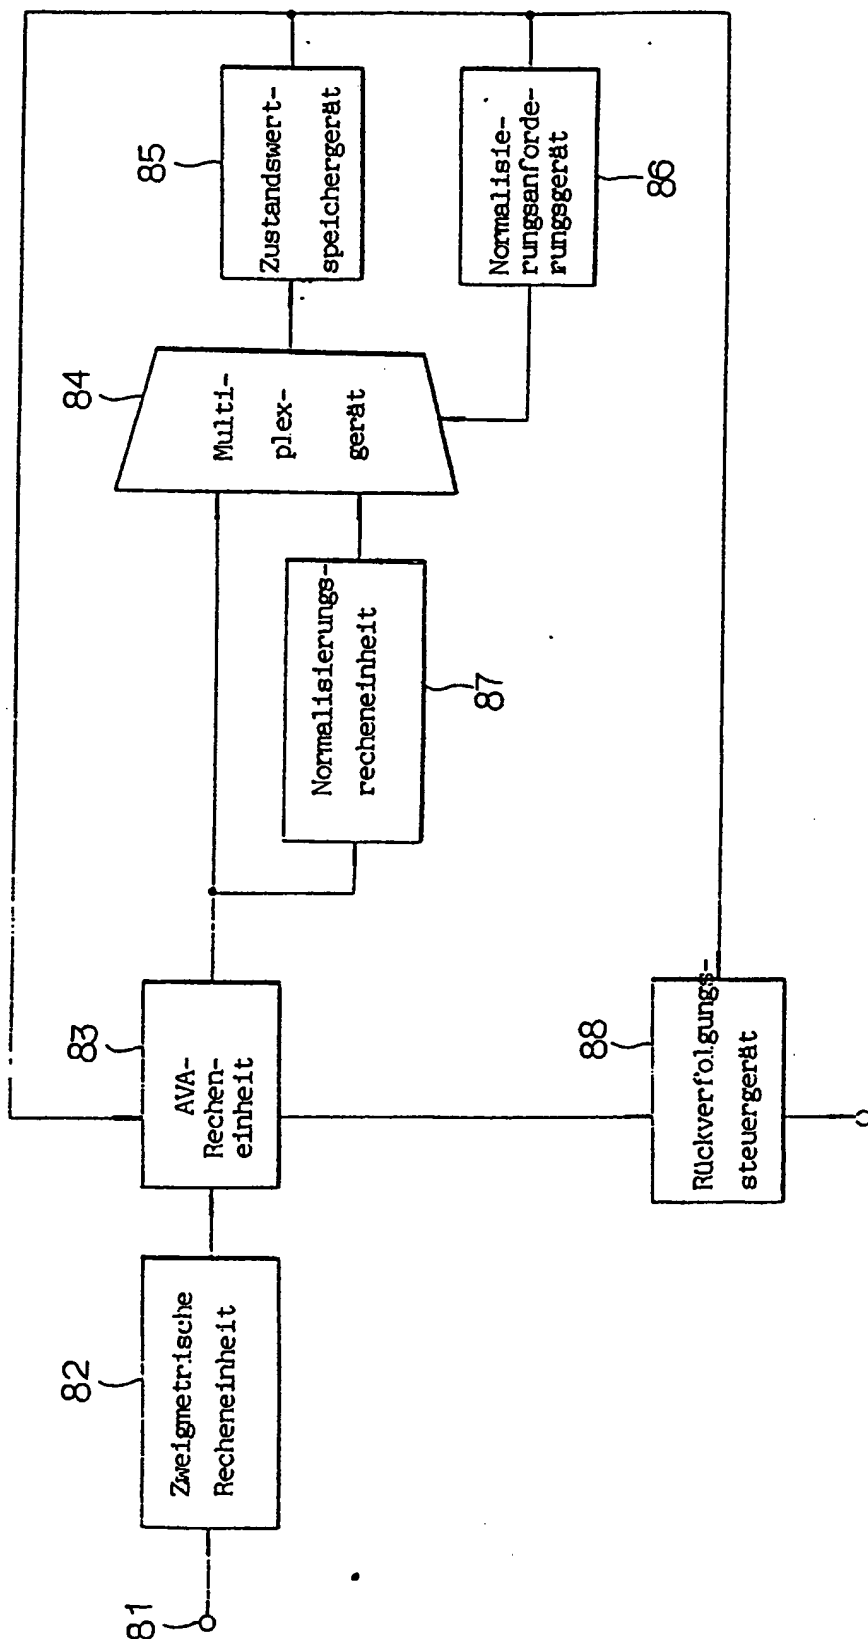 81
82
Zweigmetrische
Recheneinheit
83
AVA-
Rechen-
einheit
84
Multi-
plex-
gerät
85
Zustandswert-
speichergerät
86
Normalisie-
rungsanforde-
rungsgerät
87
Normalisierungs-
recheneinheit
88
Rückverfolgungs-
steuergerät